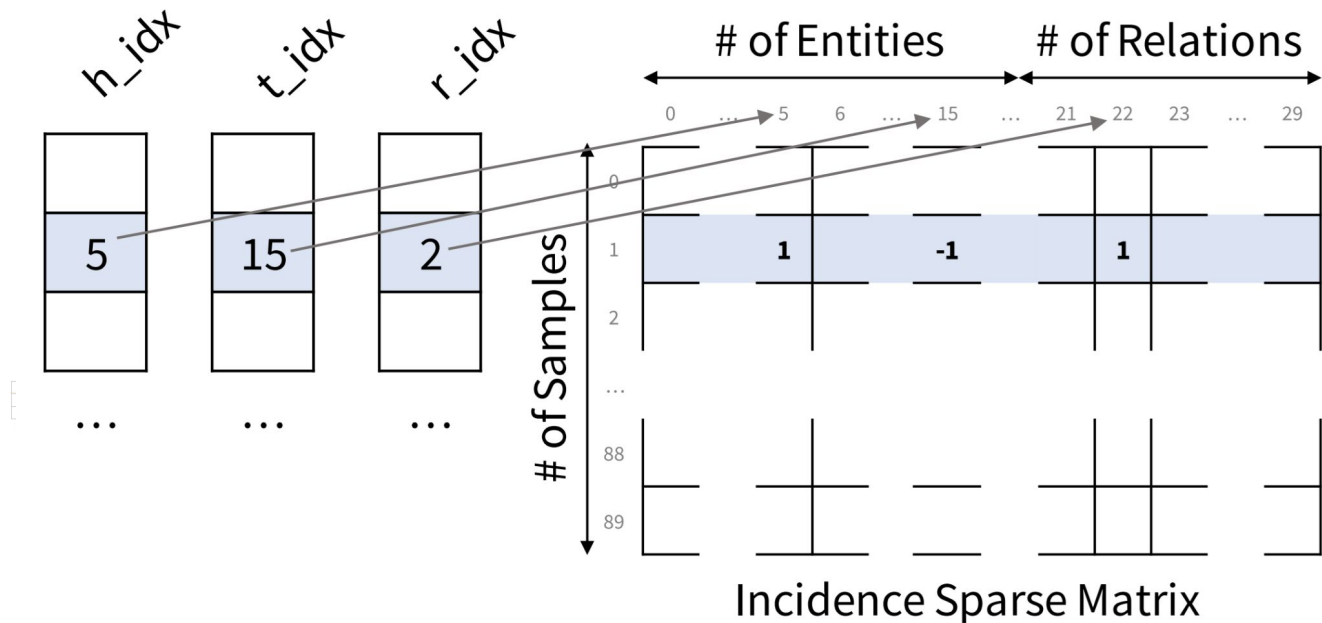 h_idx t_idx r_idx
# of Entities # of Relations
0 ... 5 6 ... 15 ... 21 22 23 ... 29
# of Samples
0
5 15 2
1 1 -1 1
2
...
... ... ...
88
89
Incidence Sparse Matrix